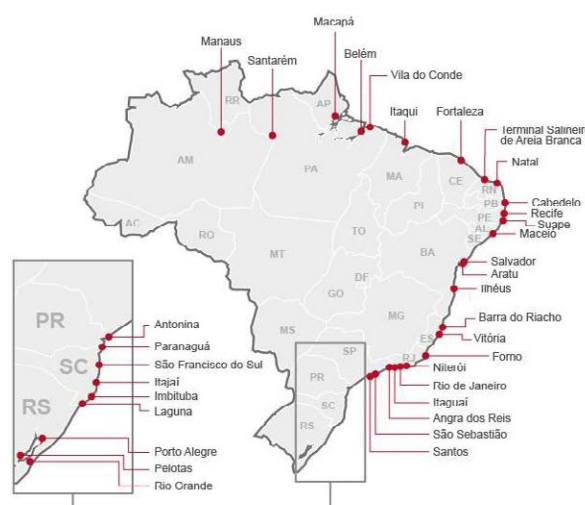 Macapá
Manaus
Santarém
Belém
Vila do Conde
Itaqui
Fortaleza
Terminal Salineir
de Areia Branca
Natal
Cabedelo
Recife
Suape
Maceió
Salvador
Aratu
Ilhéus
Barra do Riacho
Vitória
Forno
Niterói
Rio de Janeiro
Itaguaí
Angra dos Reis
São Sebastião
Santos
RR
AP
AM
PA
MA
CE
RN
PB
PE
AL
SE
PI
AC
RO
TO
BA
MT
DF
GO
MG
ES
MS
SP
RJ
PR
SC
RS
PR
SC
RS
Antonina
Paranaguá
São Francisco do Sul
Itajaí
Imbituba
Laguna
Porto Alegre
Pelotas
Rio Grande